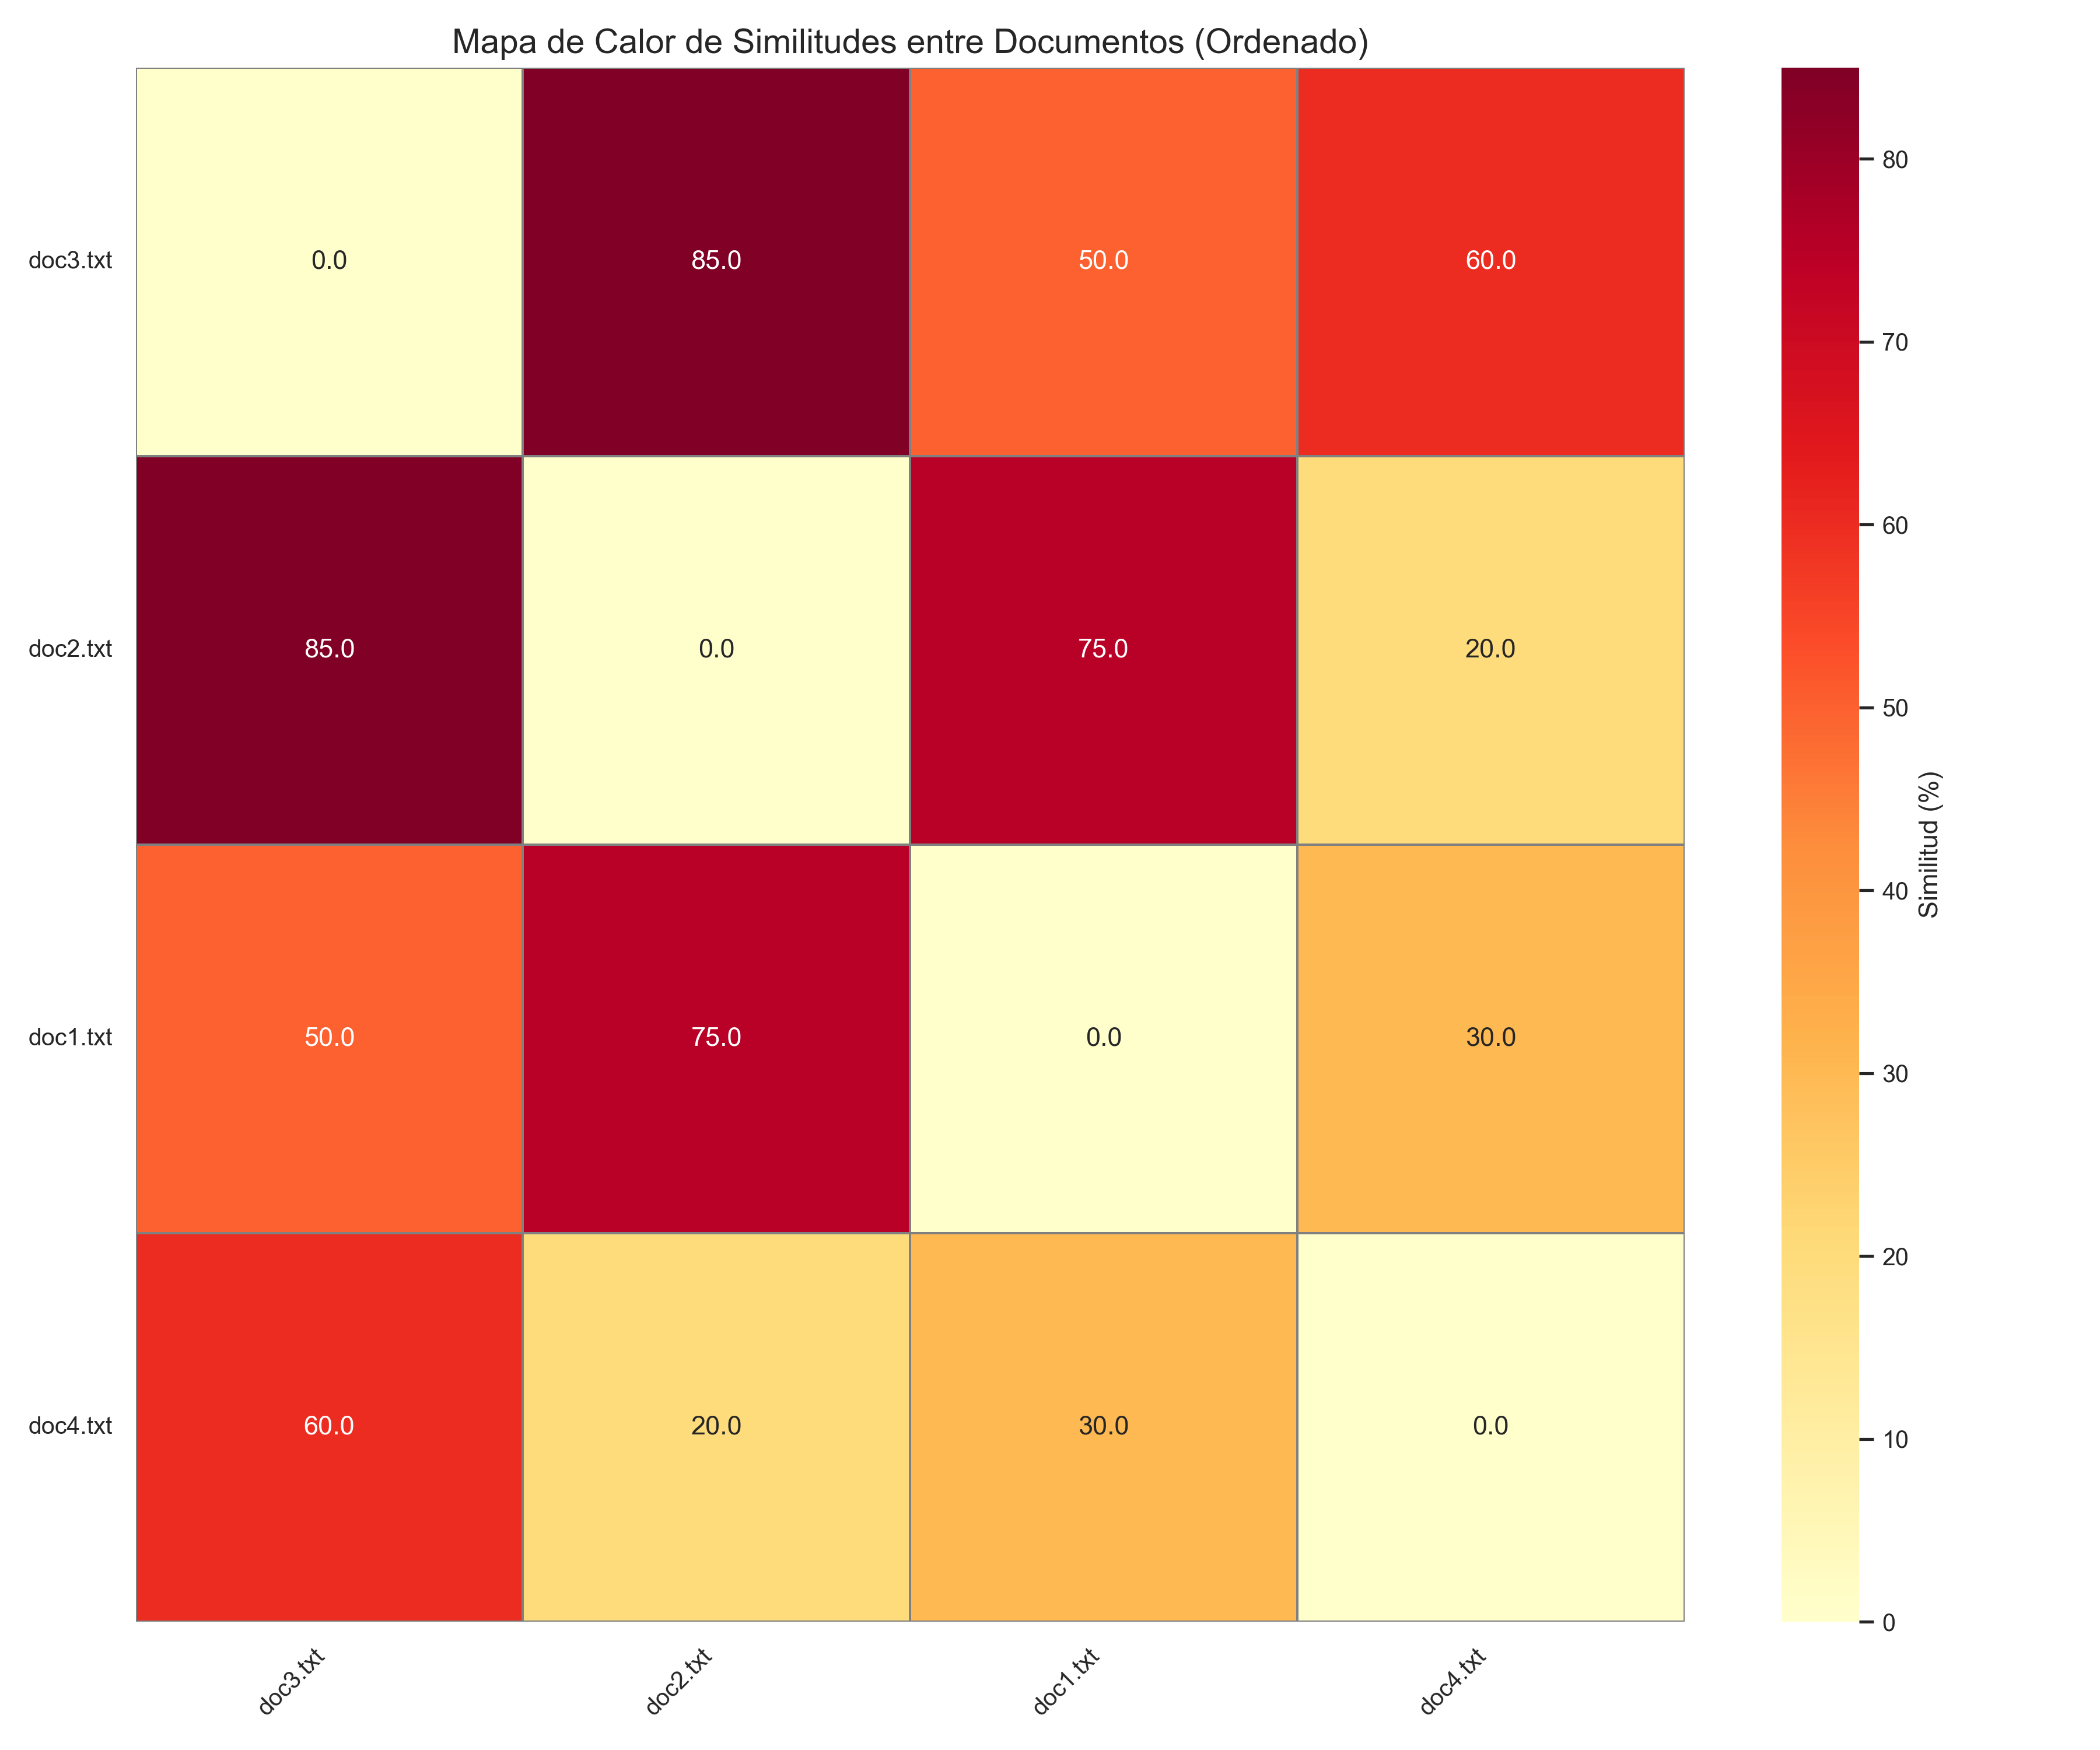 Mapa de Calor de Similitudes entre Documentos (Ordenado)
doc3.txt 0.0 85.0 50.0 60.0
doc2.txt 85.0 0.0 75.0 20.0
doc1.txt 50.0 75.0 0.0 30.0
doc4.txt 60.0 20.0 30.0 0.0
doc3.txt doc2.txt doc1.txt doc4.txt
80
70
60
50
40
30
20
10
0
Similitud (%)